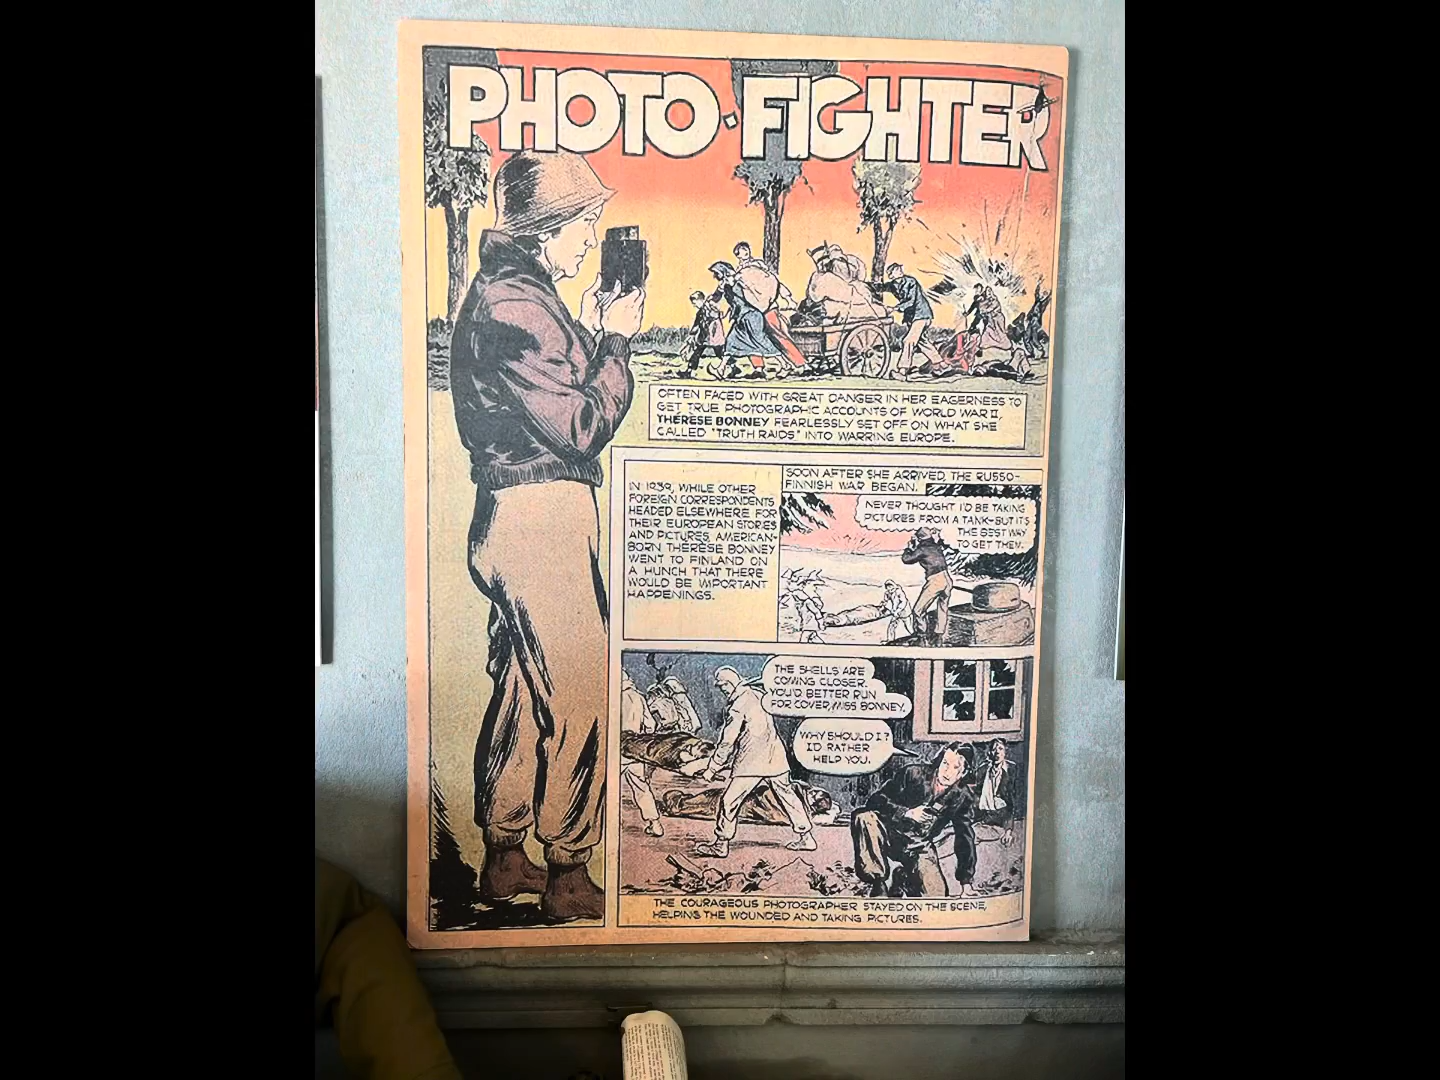 PHOTO·FIGHTER
OFTEN FACED WITH GREAT DANGER IN HER EAGERNESS TO
GET TRUE PHOTOGRAPHIC ACCOUNTS OF WORLD WAR II,
THÉRÈSE BONNEY FEARLESSLY SET OFF ON WHAT SHE
CALLED "TRUTH RAIDS" INTO WARRING EUROPE.
IN 1939, WHILE OTHER
FOREIGN CORRESPONDENTS
HEADED ELSEWHERE FOR
THEIR EUROPEAN STORIES
AND PICTURES, AMERICAN-
BORN THÉRÈSE BONNEY
WENT TO FINLAND ON
A HUNCH THAT THERE
WOULD BE IMPORTANT
HAPPENINGS.
SOON AFTER SHE ARRIVED, THE RUSSO-
FINNISH WAR BEGAN.
NEVER THOUGHT I'D BE TAKING
PICTURES FROM A TANK-BUT ITS
THE BEST WAY
TO GET THEM.
THE SHELLS ARE
COMING CLOSER.
YOU'D BETTER RUN
FOR COVER, MISS BONNEY.
WHY SHOULD I?
I'D RATHER
HELP YOU.
THE COURAGEOUS PHOTOGRAPHER STAYED ON THE SCENE,
HELPING THE WOUNDED AND TAKING PICTURES.